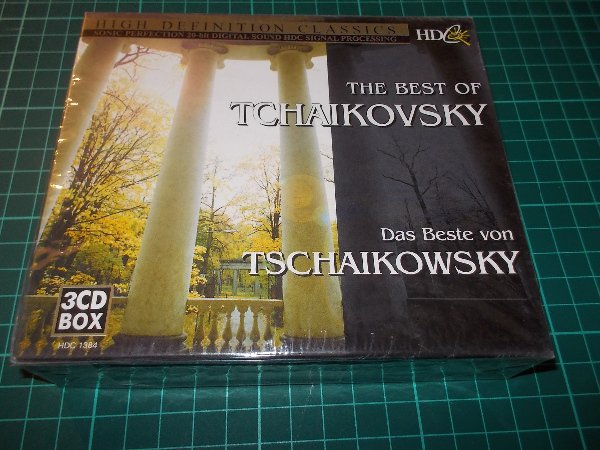 HIGH DEFINITION CLASSICS
SONIC PERFECTION 20-bit DIGITAL SOUND HDC SIGNAL PROCESSING
HDC
THE BEST OF
TCHAIKOVSKY
Das Beste von
TSCHAIKOWSKY
3CD
BOX
HDC 1384